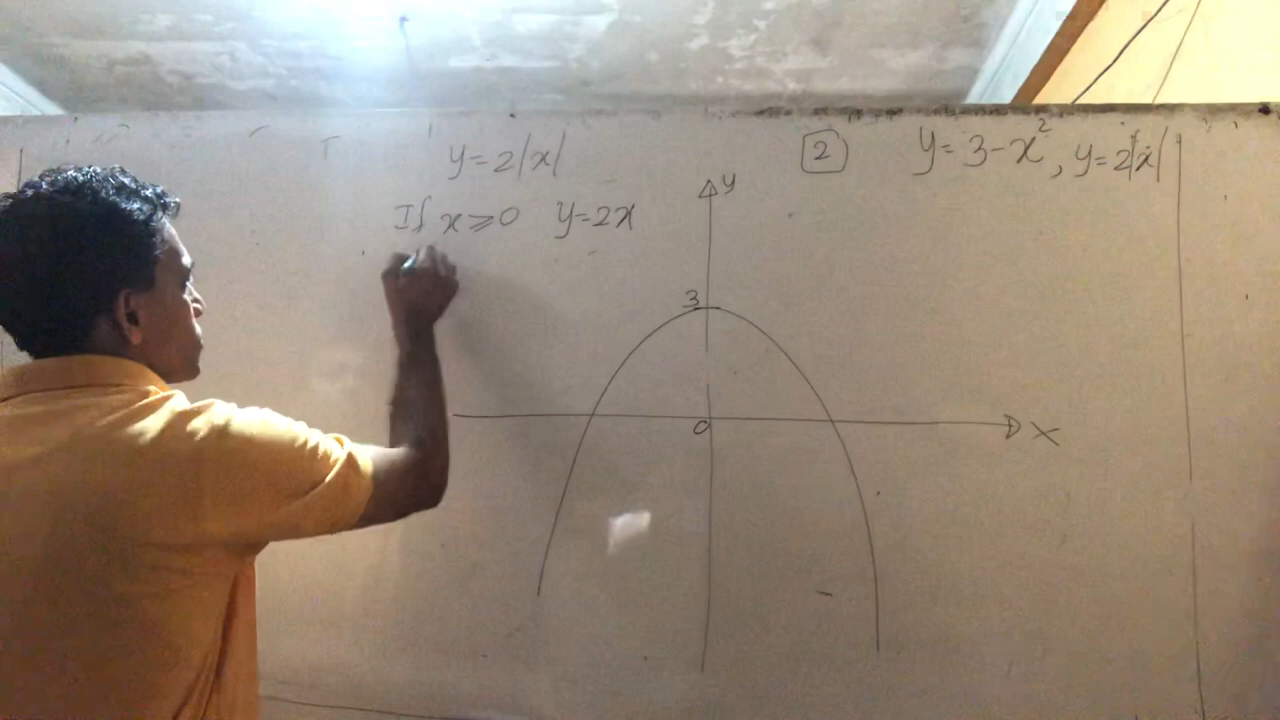 y=2|x|
If x⩾0 y=2x
2 y=3-x², y=2|x|
y
3
0
x